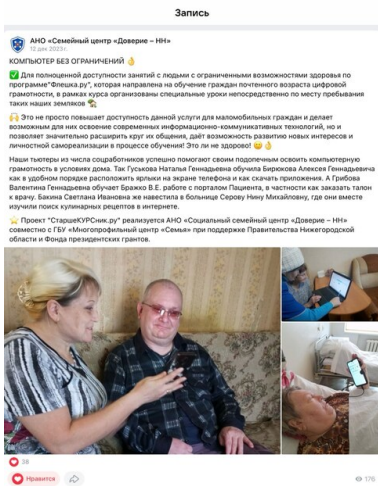 Запись
АНО «Семейный центр «Доверие – НН»
12 дек 2023 г.
КОМПЬЮТЕР БЕЗ ОГРАНИЧЕНИЙ 👌
✅ Для полноценной доступности занятий с людьми с ограниченными возможностями здоровья по
программе"Флешка.ру", которая направлена на обучение граждан почтенного возраста цифровой
грамотности, в рамках курса организованы специальные уроки непосредственно по месту пребывания
таких наших земляков
🙌 Это не просто повышает доступность данной услуги для маломобильных граждан и делает
возможным для них освоение современных информационно-коммуникативных технологий, но и
позволяет значительно расширить круг их общения, даёт возможность развитию новых интересов и
личностной самореализации в процессе обучения! Это ли не здорово!
Наши тьютеры из числа соцработников успешно помогают своим подопечным освоить компьютерную
грамотность в условиях дома. Так Гуськова Наталья Геннадьевна обучила Бирюкова Алексея Геннадьевича
как в удобном порядке расположить ярлыки на экране телефона и как скачать приложения. А Грибова
Валентина Геннадьевна обучает Бражко В.Е. работе с порталом Пациента, в частности как заказать талон
к врачу. Бакина Светлана Ивановна же навестила в больнице Серову Нину Михайловну, где они вместе
изучили поиск кулинарных рецептов в интернете.
⭐ Проект "СтаршеКУРСник.ру" реализуется АНО «Социальный семейный центр «Доверие – НН»
совместно с ГБУ «Многопрофильный центр «Семья» при поддержке Правительства Нижегородской
области и Фонда президентских грантов.
36
Нравится
176